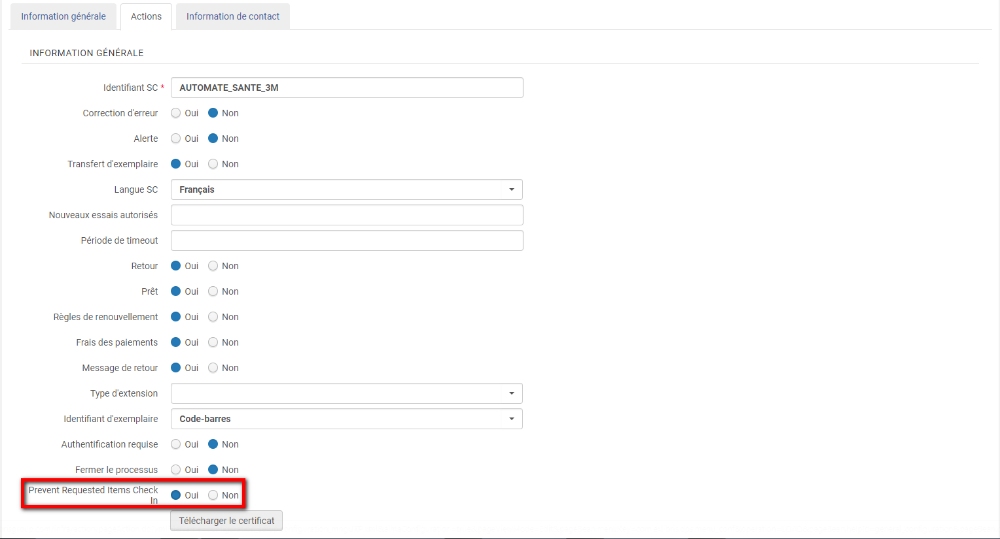 Information générale Actions Information de contact
INFORMATION GÉNÉRALE
Identifiant SC * AUTOMATE_SANTE_3M
Correction d'erreur Oui Non
Alerte Oui Non
Transfert d'exemplaire Oui Non
Langue SC Français
Nouveaux essais autorisés
Période de timeout
Retour Oui Non
Prêt Oui Non
Règles de renouvellement Oui Non
Frais des paiements Oui Non
Message de retour Oui Non
Type d'extension
Identifiant d'exemplaire Code-barres
Authentification requise Oui Non
Fermer le processus Oui Non
Prevent Requested Items Check
In Oui Non
Télécharger le certificat